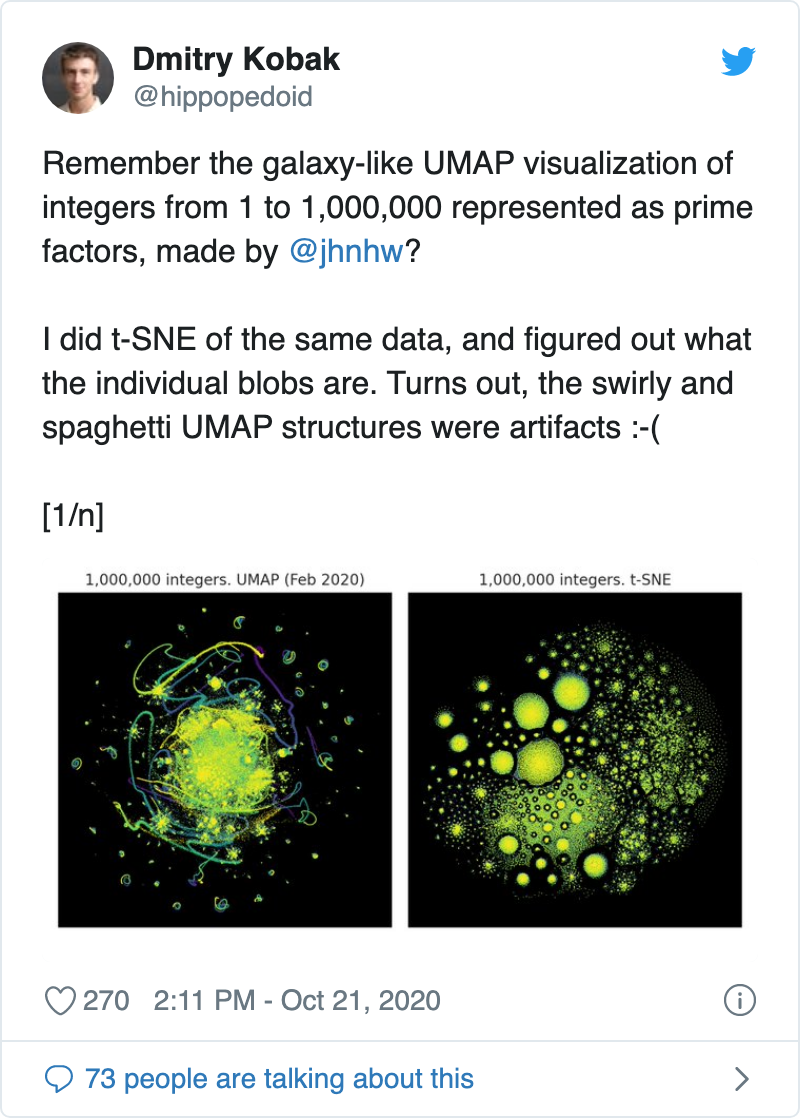 Dmitry Kobak
@hippopedoid
Remember the galaxy-like UMAP visualization of
integers from 1 to 1,000,000 represented as prime
factors, made by @jhnhw?
I did t-SNE of the same data, and figured out what
the individual blobs are. Turns out, the swirly and
spaghetti UMAP structures were artifacts :-(
[1/n]
1,000,000 integers. UMAP (Feb 2020)
1,000,000 integers. t-SNE
270 2:11 PM - Oct 21, 2020
73 people are talking about this